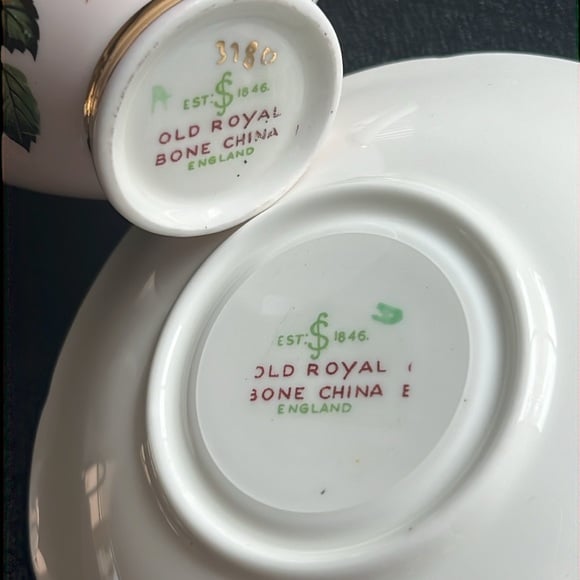 3180
A
EST: S 1846.
OLD ROYAL
BONE CHINA
ENGLAND
EST: S 1846.
OLD ROYAL
BONE CHINA E
ENGLAND